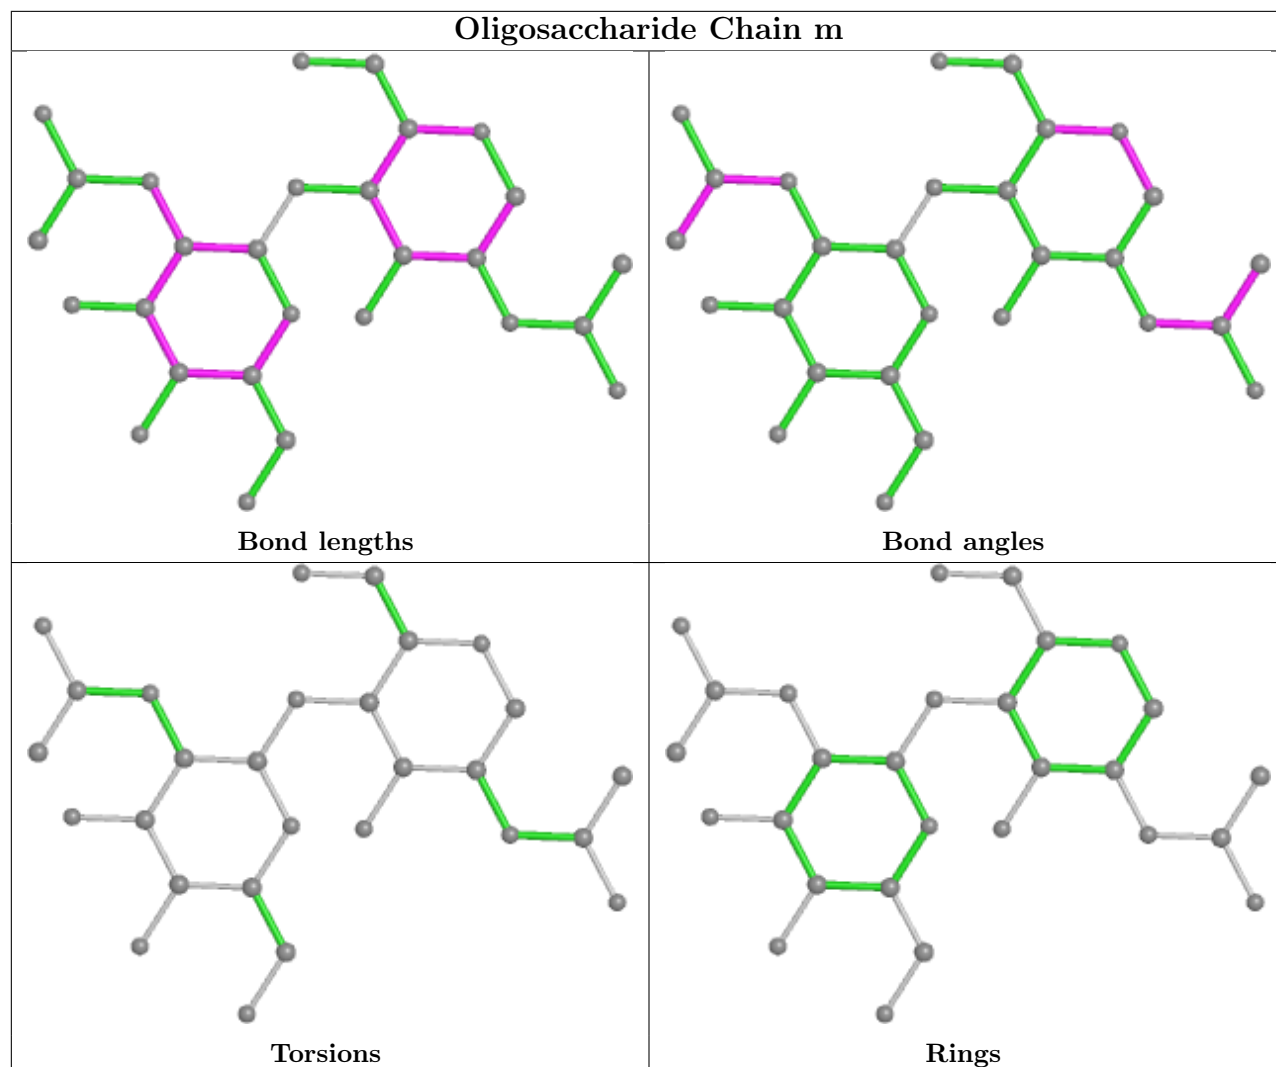 Oligosaccharide Chain m
Bond lengths
Bond angles
Torsions
Rings